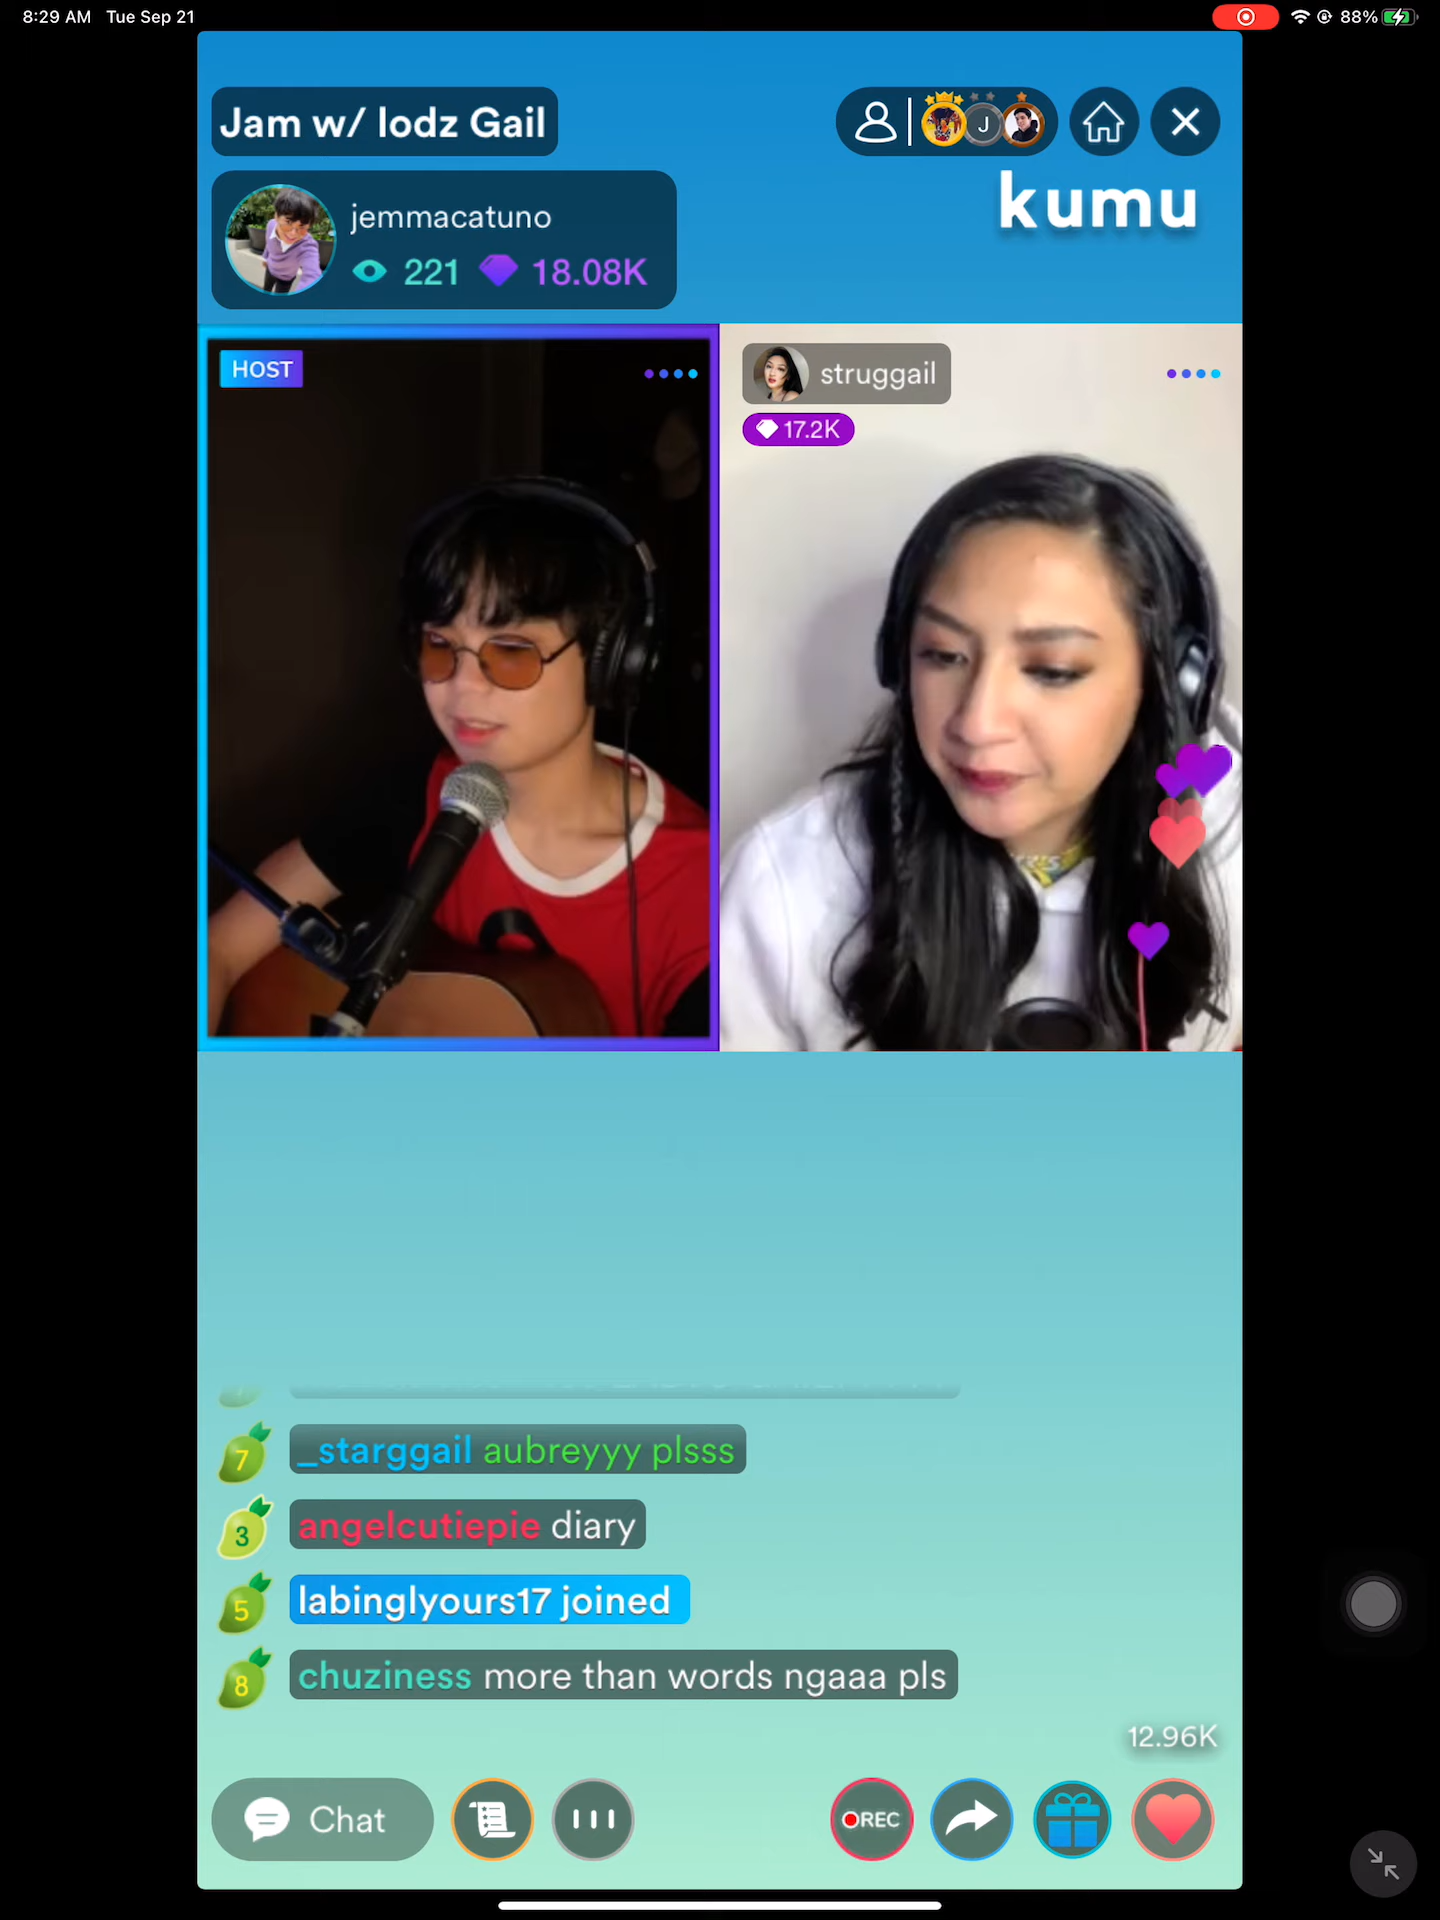 8:29 AM Tue Sep 21
88%
Jam w/ lodz Gail
J
kumu
jemmacatuno
221 18.08K
HOST
struggail
17.2K
7 _starggail aubreyyy plsss
3 angelcutiepie diary
5 labinglyours17 joined
8 chuziness more than words ngaaa pls
12.96K
Chat
REC